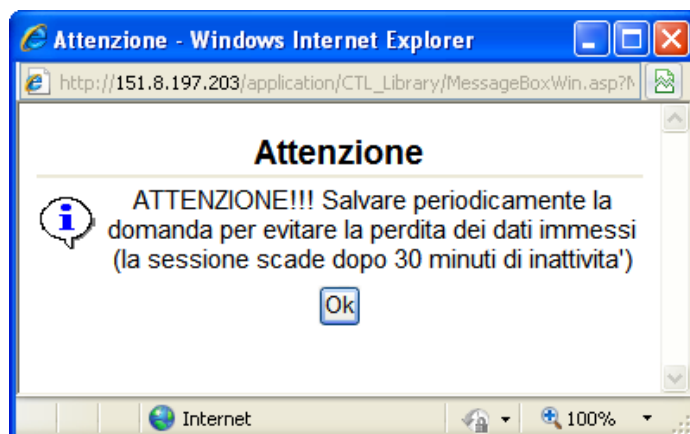 Attenzione - Windows Internet Explorer
http://151.8.197.203/application/CTL_Library/MessageBoxWin.asp?
Attenzione
ATTENZIONE!!! Salvare periodicamente la
domanda per evitare la perdita dei dati immessi
(la sessione scade dopo 30 minuti di inattivita')
Ok
Internet
100%